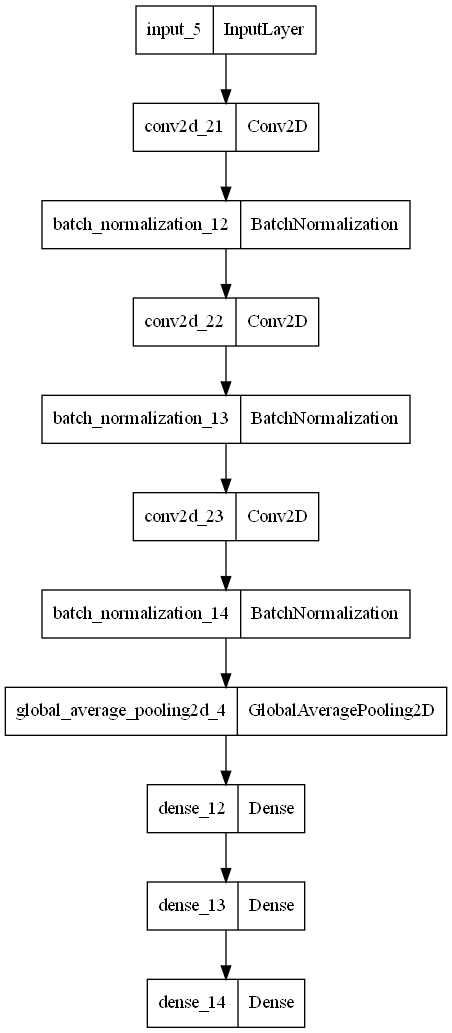 input_5 InputLayer
conv2d_21 Conv2D
batch_normalization_12 BatchNormalization
conv2d_22 Conv2D
batch_normalization_13 BatchNormalization
conv2d_23 Conv2D
batch_normalization_14 BatchNormalization
global_average_pooling2d_4 GlobalAveragePooling2D
dense_12 Dense
dense_13 Dense
dense_14 Dense